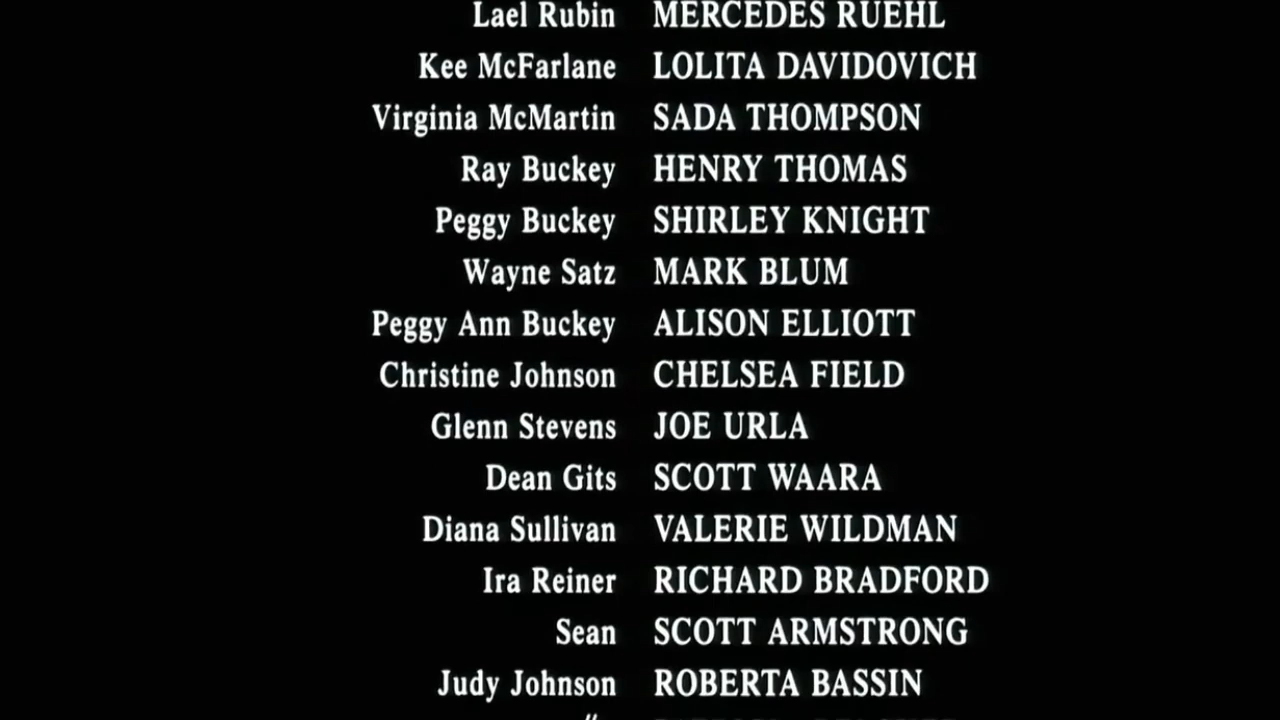 Lael Rubin MERCEDES RUEHL
Kee McFarlane LOLITA DAVIDOVICH
Virginia McMartin SADA THOMPSON
Ray Buckey HENRY THOMAS
Peggy Buckey SHIRLEY KNIGHT
Wayne Satz MARK BLUM
Peggy Ann Buckey ALISON ELLIOTT
Christine Johnson CHELSEA FIELD
Glenn Stevens JOE URLA
Dean Gits SCOTT WAARA
Diana Sullivan VALERIE WILDMAN
Ira Reiner RICHARD BRADFORD
Sean SCOTT ARMSTRONG
Judy Johnson ROBERTA BASSIN